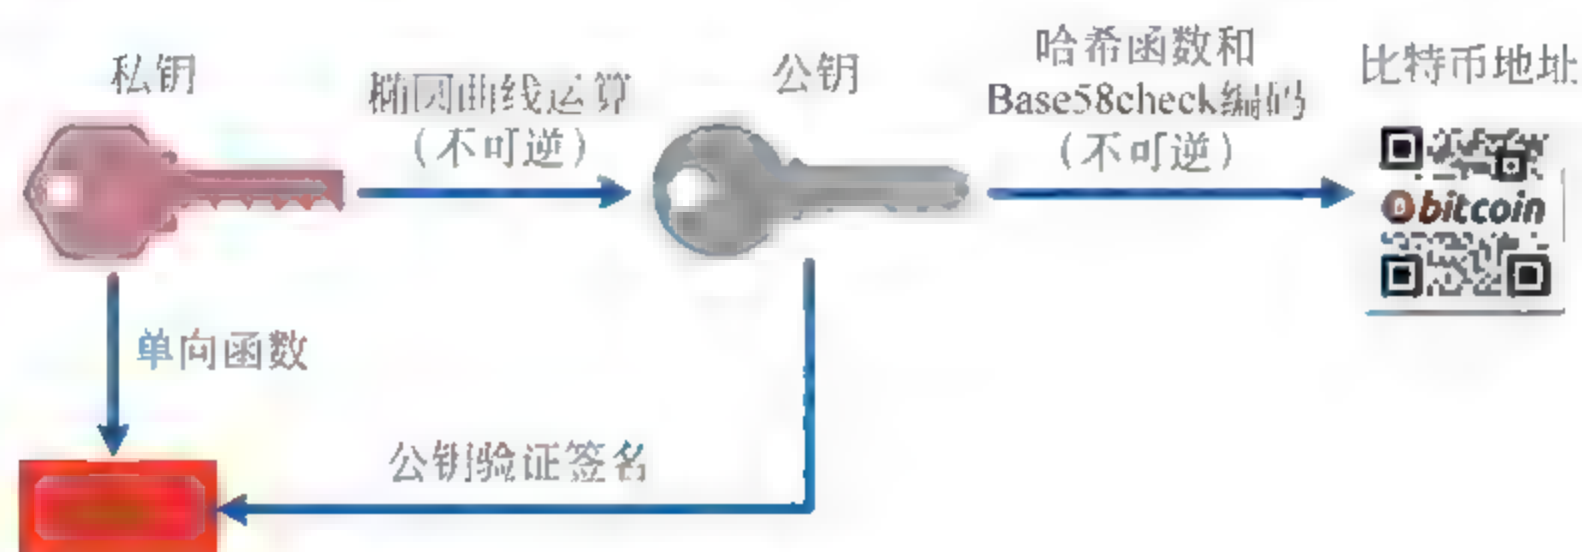 私钥
椭圆曲线运算
(不可逆)
公钥
哈希函数和
Base58check编码
(不可逆)
比特币地址
bitcoin
单向函数
公钥验证签名